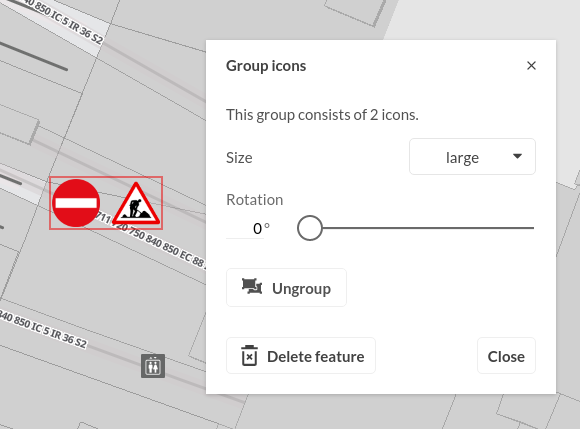 40 850 IC 5 IR 36 S2
Group icons
This group consists of 2 icons.
Size
large
Rotation
0°
711 720 750 840 850 EC 88
Ungroup
840 850 IC 5 IR 36 S2
Delete feature
Close